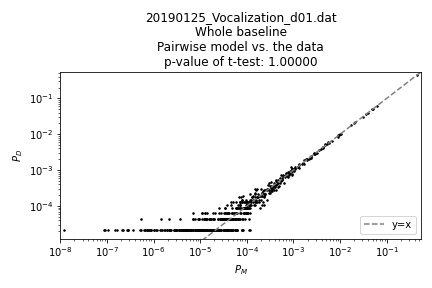 20190125_Vocalization_d01.dat
Whole baseline
Pairwise model vs. the data
p-value of t-test: 1.00000
10⁻¹
10⁻²
10⁻³
10⁻⁴
P_D
y=x
10⁻⁸ 10⁻⁷ 10⁻⁶ 10⁻⁵ 10⁻⁴ 10⁻³ 10⁻² 10⁻¹
P_M